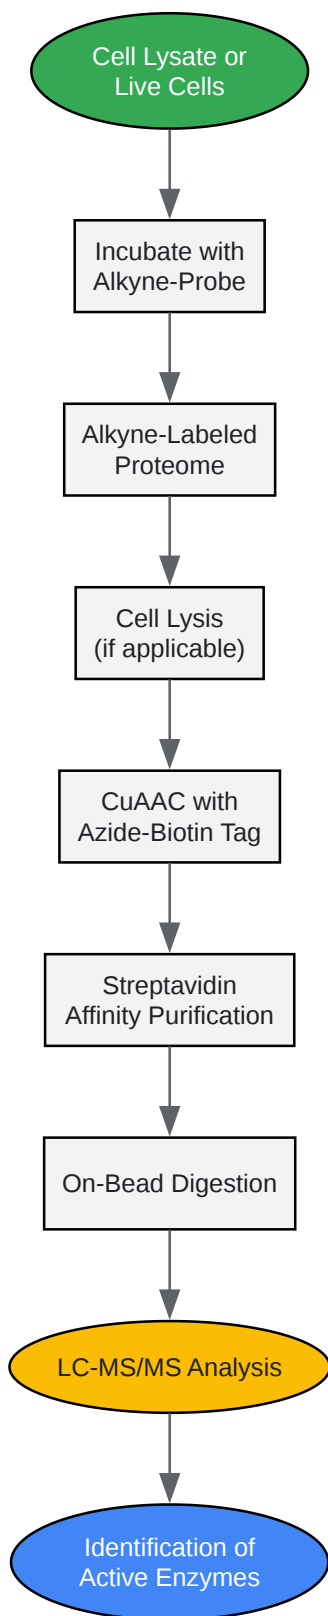 Cell Lysate or
Live Cells
Incubate with
Alkyne-Probe
Alkyne-Labeled
Proteome
Cell Lysis
(if applicable)
CuAAC with
Azide-Biotin Tag
Streptavidin
Affinity Purification
On-Bead Digestion
LC-MS/MS Analysis
Identification of
Active Enzymes